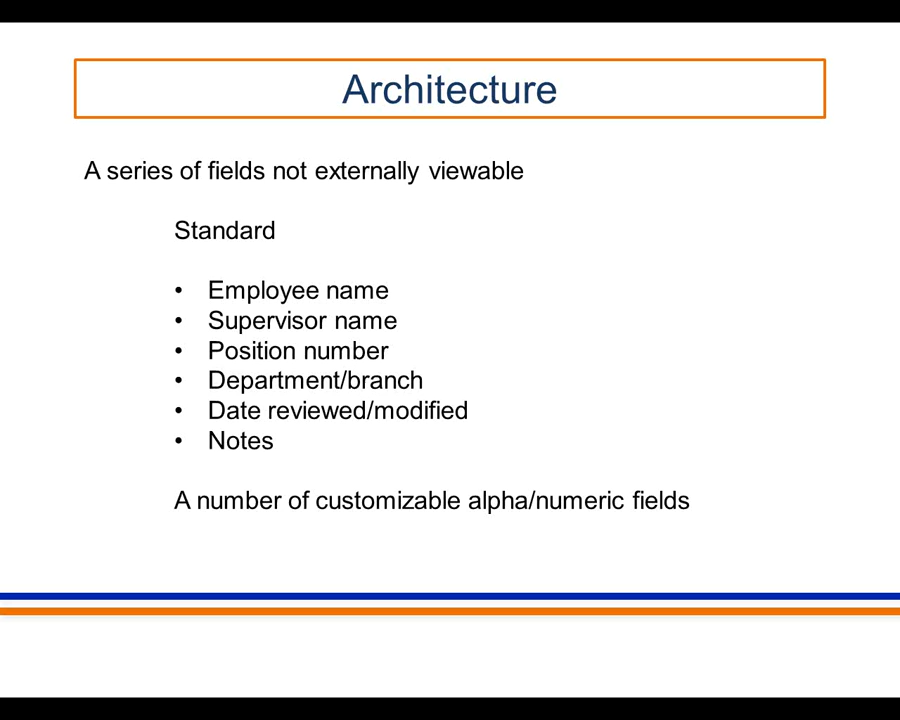 Architecture
A series of fields not externally viewable
Standard
• Employee name
• Supervisor name
• Position number
• Department/branch
• Date reviewed/modified
• Notes
A number of customizable alpha/numeric fields